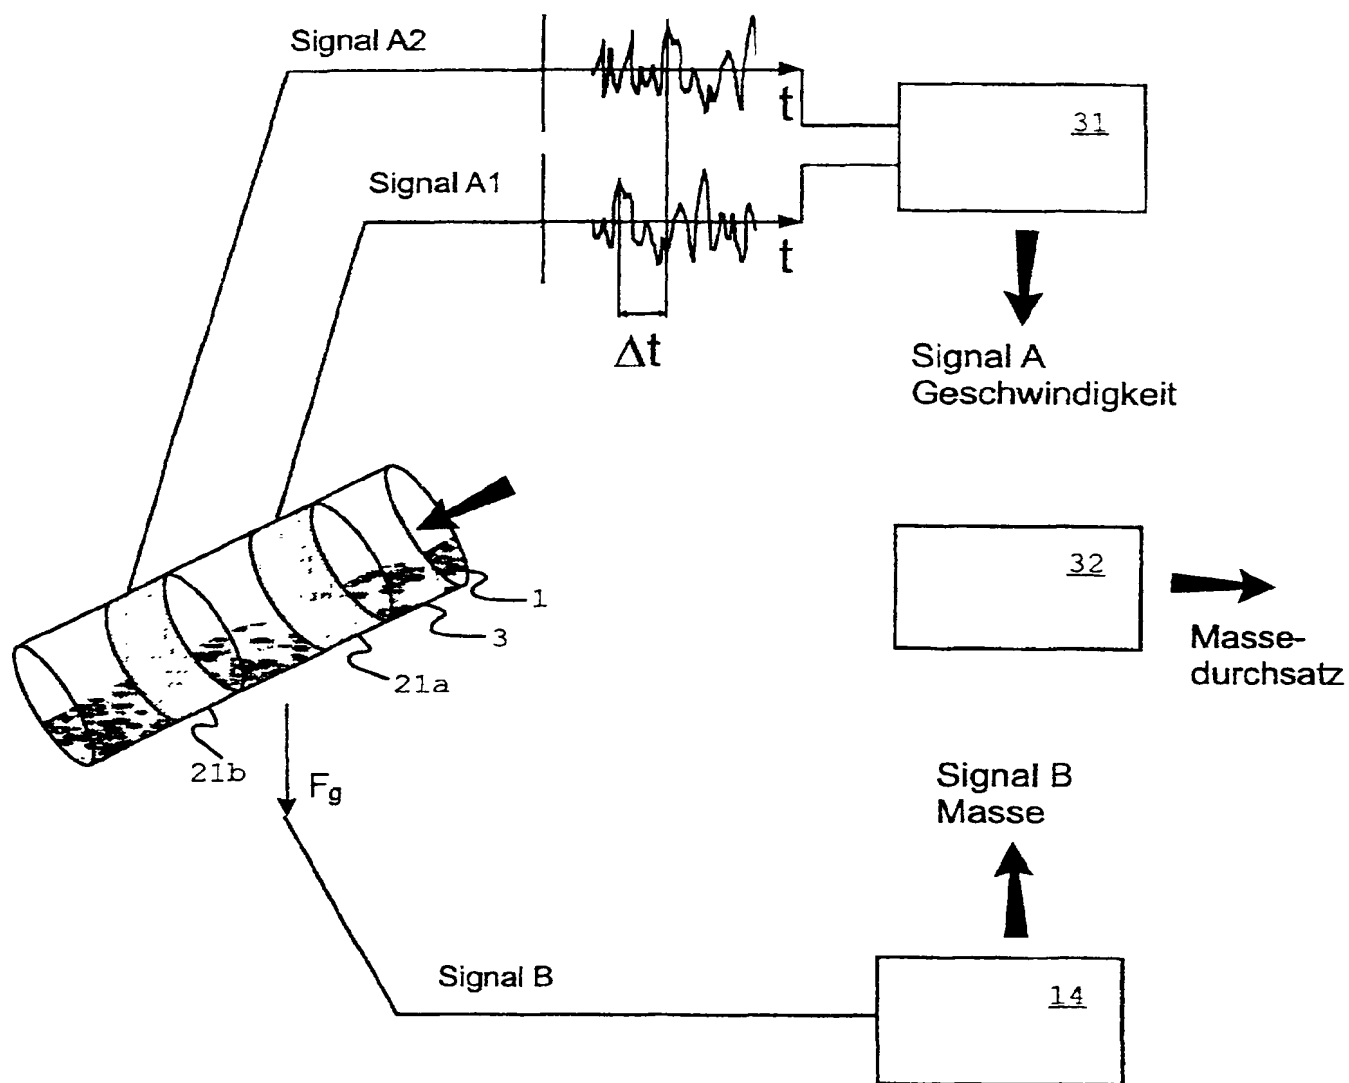 Signal A2
t
31
Signal A1
t
Δt
Signal A
Geschwindigkeit
1
3
21a
21b
32
Masse-
durchsatz
Fg
Signal B
Masse
Signal B
14